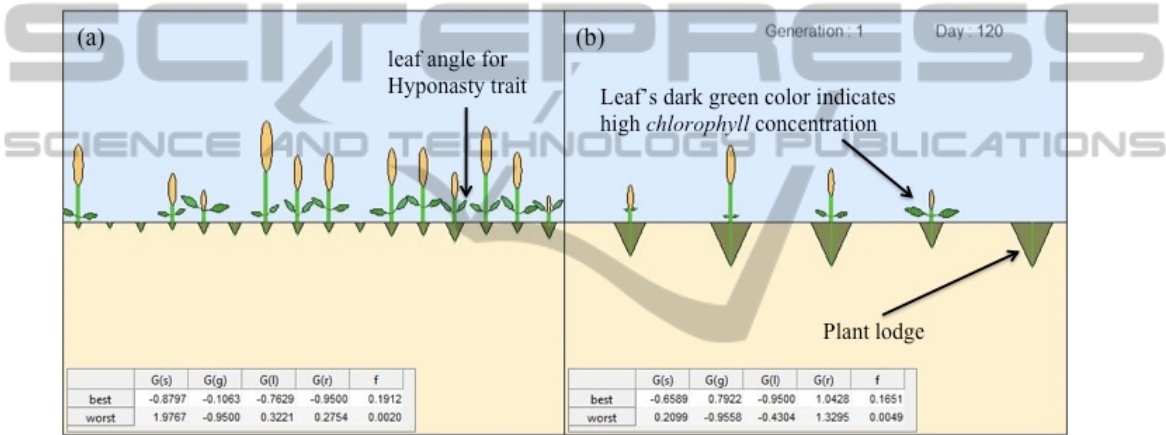 SCITEPRESS
SCIENCE AND TECHNOLOGY PUBLICATIONS
(a)
leaf angle for
Hyponasty trait
(b)
Generation : 1 Day : 120
Leaf's dark green color indicates
high chlorophyll concentration
Plant lodge
G(s) G(g) G(l) G(r) f
best -0.8797 -0.1063 -0.7629 -0.9500 0.1912
worst 1.9767 -0.9500 0.3221 0.2754 0.0020
G(s) G(g) G(l) G(r) f
best -0.6589 0.7922 -0.9500 1.0428 0.1651
worst 0.2099 -0.9558 -0.4304 1.3295 0.0049